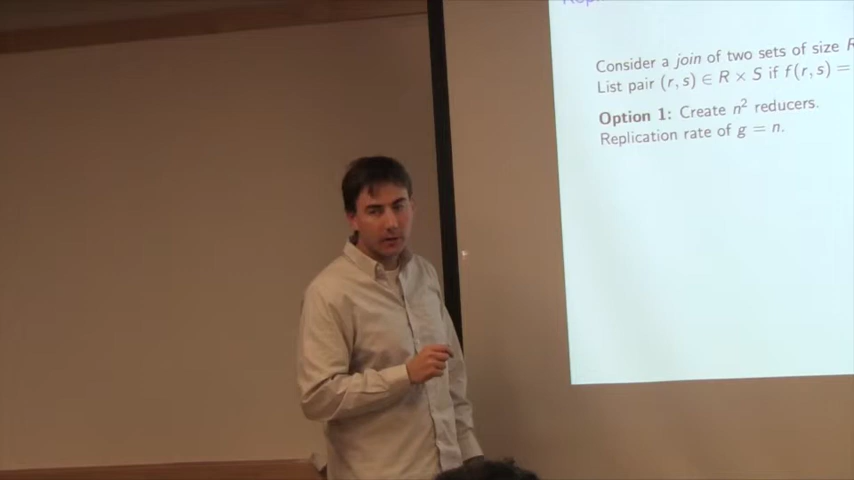 Consider a join of two sets of size R
List pair (r, s) ∈ R × S if f(r, s) =
Option 1: Create n² reducers.
Replication rate of g = n.